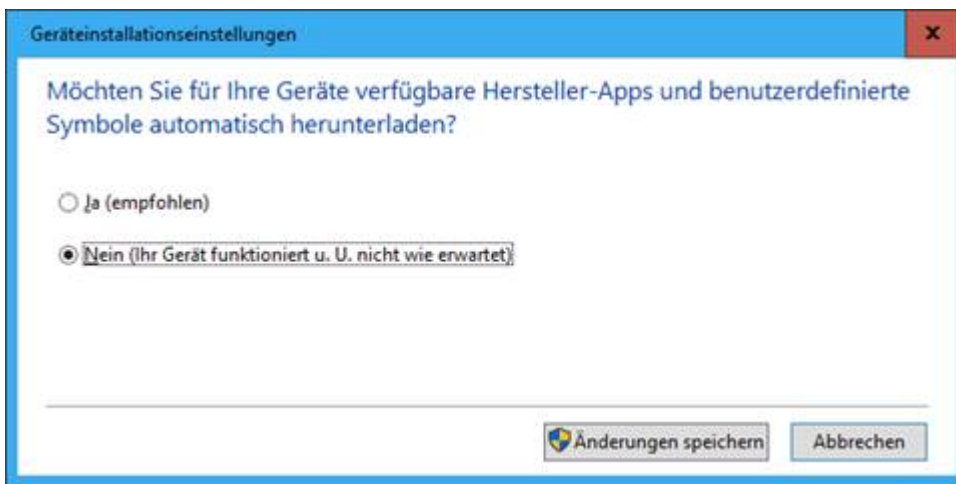 Geräteinstallationseinstellungen
Möchten Sie für Ihre Geräte verfügbare Hersteller-Apps und benutzerdefinierte
Symbole automatisch herunterladen?
Ja (empfohlen)
Nein (Ihr Gerät funktioniert u. U. nicht wie erwartet)
Änderungen speichern
Abbrechen